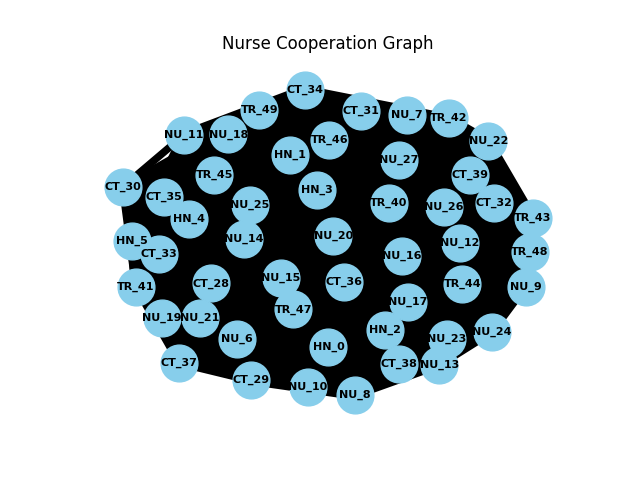 Nurse Cooperation Graph
CT_34
TR_49
CT_31
NU_7
TR_42
NU_11
NU_18
TR_46
NU_22
HN_1
NU_27
TR_45
CT_39
CT_30
CT_35
HN_3
NU_25
TR_40
NU_26
CT_32
HN_4
TR_43
HN_5
NU_14
NU_20
NU_12
CT_33
NU_16
TR_48
CT_28
NU_15
CT_36
TR_44
TR_41
NU_9
NU_17
TR_47
NU_19
NU_21
HN_2
NU_24
NU_6
NU_23
HN_0
CT_37
CT_38
NU_13
CT_29
NU_10
NU_8